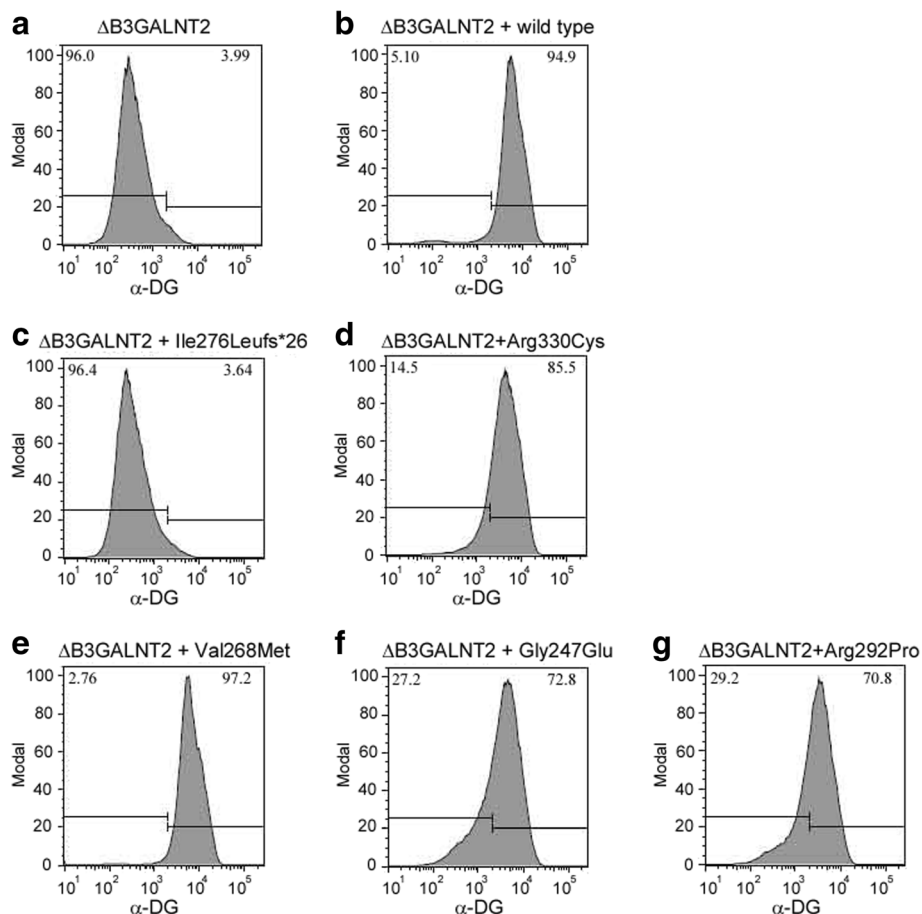 a
ΔB3GALNT2
96.0 3.99
100
80
60
40
20
0
Modal
10¹ 10² 10³ 10⁴ 10⁵
α-DG
b
ΔB3GALNT2 + wild type
5.10 94.9
100
80
60
40
20
0
Modal
10¹ 10² 10³ 10⁴ 10⁵
α-DG
c
ΔB3GALNT2 + Ile276Leufs*26
96.4 3.64
100
80
60
40
20
0
Modal
10¹ 10² 10³ 10⁴ 10⁵
α-DG
d
ΔB3GALNT2+Arg330Cys
14.5 85.5
100
80
60
40
20
0
Modal
10¹ 10² 10³ 10⁴ 10⁵
α-DG
e
ΔB3GALNT2 + Val268Met
2.76 97.2
100
80
60
40
20
0
Modal
10¹ 10² 10³ 10⁴ 10⁵
α-DG
f
ΔB3GALNT2 + Gly247Glu
27.2 72.8
100
80
60
40
20
0
Modal
10¹ 10² 10³ 10⁴ 10⁵
α-DG
g
ΔB3GALNT2+Arg292Pro
29.2 70.8
100
80
60
40
20
0
Modal
10¹ 10² 10³ 10⁴ 10⁵
α-DG